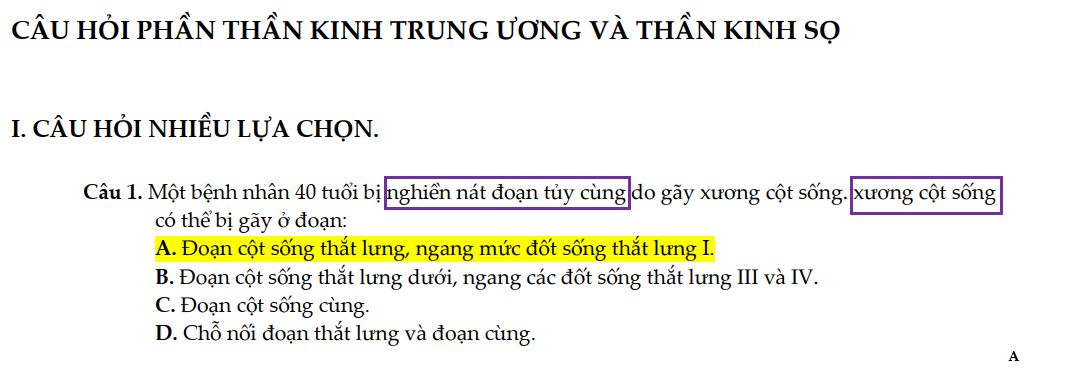 CÂU HỎI PHẦN THẦN KINH TRUNG ƯƠNG VÀ THẦN KINH SỌ
I. CÂU HỎI NHIỀU LỰA CHỌN.
Câu 1. Một bệnh nhân 40 tuổi bị nghiền nát đoạn tủy cùng do gãy xương cột sống. xương cột sống
có thể bị gãy ở đoạn:
A. Đoạn cột sống thắt lưng, ngang mức đốt sống thắt lưng I.
B. Đoạn cột sống thắt lưng dưới, ngang các đốt sống thắt lưng III và IV.
C. Đoạn cột sống cùng.
D. Chỗ nối đoạn thắt lưng và đoạn cùng.
A